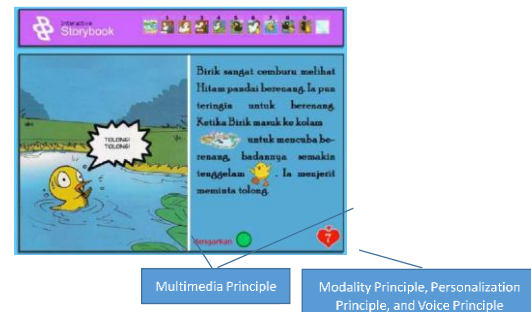 Interactive
Storybook
TOLONG!
TOLONG!
Birik sangat cemburu melihat
Hitam pandai berenang. Ia pun
teringin untuk berenang.
Ketika Birik masuk ke kolam
untuk mencuba be-
renang, badannya semakin
tenggelam . Ia menjerit
meminta tolong.
dengarkan
7
Multimedia Principle
Modality Principle, Personalization
Principle, and Voice Principle